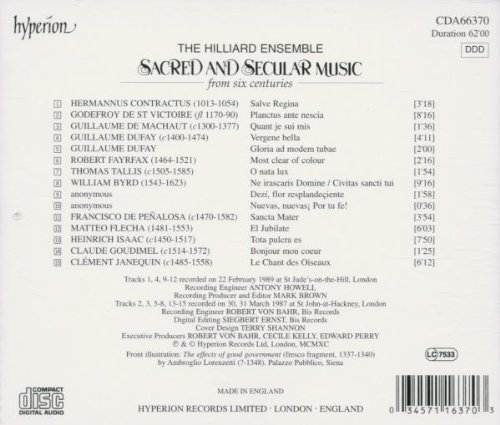 hyperion
CDA66370
Duration 62'00
DDD
THE HILLIARD ENSEMBLE
SACRED AND SECULAR MUSIC
from six centuries
1 HERMANNUS CONTRACTUS (1013-1054) Salve Regina [3'18]
2 GODEFROY DE ST VICTOIRE (fl 1170-90) Planctus ante nescia [8'16]
3 GUILLAUME DE MACHAUT (c1300-1377) Quant je sui mis [1'36]
4 GUILLAUME DUFAY (c1400-1474) Vergene bella [4'11]
5 GUILLAUME DUFAY Gloria ad modem tubae [2'00]
6 ROBERT FAYRFAX (1464-1521) Most clear of colour [2'16]
7 THOMAS TALLIS (c1505-1585) O nata lux [1'54]
8 WILLIAM BYRD (1543-1623) Ne irascaris Domine / Civitas sancti tui [9'16]
9 anonymous Dezi, flor resplandeçiente [0'58]
10 anonymous Nuevas, nuevas¡ Por tu fe! [0'36]
11 FRANCISCO DE PEÑALOSA (c1470-1582) Sancta Mater [3'54]
12 MATTEO FLECHA (1481-1553) El Jubilate [6'03]
13 HEINRICH ISAAC (c1450-1517) Tota pulcra es [7'50]
14 CLAUDE GOUDIMEL (c1514-1572) Bonjour mon coeur [1'25]
15 CLÉMENT JANEQUIN (c1485-1558) Le Chant des Oiseaux [6'12]
Tracks 1, 4, 9-12 recorded on 22 February 1989 at St Jude's-on-the-Hill, London
Recording Engineer ANTONY HOWELL
Recording Producer and Editor MARK BROWN
Tracks 2, 3, 5-8, 13-15 recorded on 30, 31 March 1987 at St John-at-Hackney, London
Recording Engineer ROBERT VON BAHR, Bis Records
Digital Editing SIEGBERT ERNST, Bis Records
Cover Design TERRY SHANNON
Executive Producers ROBERT VON BAHR, CECILE KELLY, EDWARD PERRY
℗ & © Hyperion Records Ltd, London, MCMXC
Front illustration: The effects of good government (fresco fragment, 1337-1340)
by Ambroglio Lorenzetti (?-1348). Palazzo Pubblico, Siena
LC 7533
COMPACT
disc
DIGITAL AUDIO
MADE IN ENGLAND
HYPERION RECORDS LIMITED · LONDON · ENGLAND
0 34571 16370 3